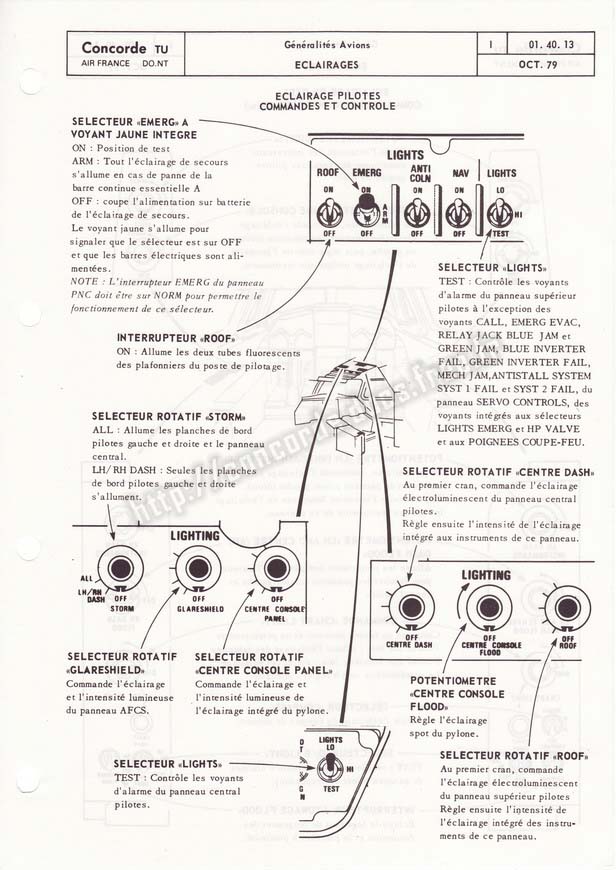 Concorde TU
AIR FRANCE DO.NT
Généralités Avions
ECLAIRAGES
I
01. 40. 13
OCT. 79
ECLAIRAGE PILOTES
COMMANDES ET CONTROLE
SELECTEUR «EMERG» A
VOYANT JAUNE INTEGRE
ON : Position de test
ARM : Tout l'éclairage de secours
s'allume en cas de panne de la
barre continue essentielle A
OFF : coupe l'alimentation sur batterie
de l'éclairage de secours.
Le voyant jaune s'allume pour
signaler que le sélecteur est sur OFF
et que les barres électriques sont ali-
mentées.
NOTE : L'interrupteur EMERG du panneau
PNC doit être sur NORM pour permettre le
fonctionnement de ce sélecteur.
LIGHTS
ROOF EMERG ANTI COLN NAV LIGHTS
ON ON ON ON LO
ARM
HI
OFF OFF OFF OFF TEST
INTERRUPTEUR «ROOF»
ON : Allume les deux tubes fluorescents
des plafonniers du poste de pilotage.
SELECTEUR «LIGHTS»
TEST : Contrôle les voyants
d'alarme du panneau supérieur
pilotes à l'exception des
voyants CALL, EMERG EVAC,
RELAY JACK BLUE JAM et
GREEN JAM, BLUE INVERTER
FAIL, GREEN INVERTER FAIL,
MECH JAM, ANTISTALL SYSTEM
SYST 1 FAIL et SYST 2 FAIL, du
panneau SERVO CONTROLS, des
voyants intégrés aux sélecteurs
LIGHTS EMERG et HP VALVE
et aux POIGNEES COUPE-FEU.
SELECTEUR ROTATIF «STORM»
ALL : Allume les planches de bord
pilotes gauche et droite et le panneau
central.
LH/RH DASH : Seules les planches
de bord pilotes gauche et droite
s'allument.
SELECTEUR ROTATIF «CENTRE DASH»
Au premier cran, commande l'éclairage
électroluminescent du panneau central
pilotes.
Règle ensuite l'intensité de l'éclairage
intégré aux instruments de ce panneau.
LIGHTING
ALL
LH/RH
DASH
OFF OFF OFF
STORM GLARESHIELD CENTRE CONSOLE
PANEL
LIGHTING
OFF OFF OFF
CENTRE DASH CENTRE CONSOLE ROOF
FLOOD
SELECTEUR ROTATIF
«GLARESHIELD»
Commande l'éclairage
et l'intensité lumineuse
du panneau AFCS.
SELECTEUR ROTATIF
«CENTRE CONSOLE PANEL»
Commande l'éclairage et
l'intensité lumineuse de
l'éclairage intégré du pylone.
POTENTIOMETRE
«CENTRE CONSOLE
FLOOD»
Règle l'éclairage
spot du pylone.
SELECTEUR ROTATIF «ROOF»
Au premier cran, commande
l'éclairage électroluminescent
du panneau supérieur pilotes
Règle ensuite l'intensité de
l'éclairage intégré des instru-
ments de ce panneau.
SELECTEUR «LIGHTS»
TEST : Contrôle les voyants
d'alarme du panneau central
pilotes.
LIGHTS
LO
HI
TEST